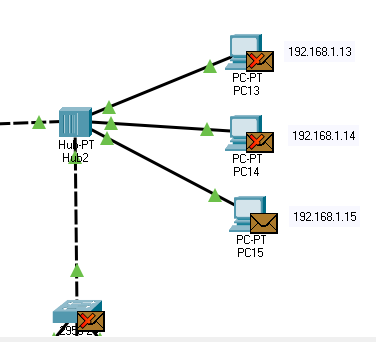 192.168.1.13
PC-PT
PC13
Hub-PT
Hub2
192.168.1.14
PC-PT
PC14
192.168.1.15
PC-PT
PC15